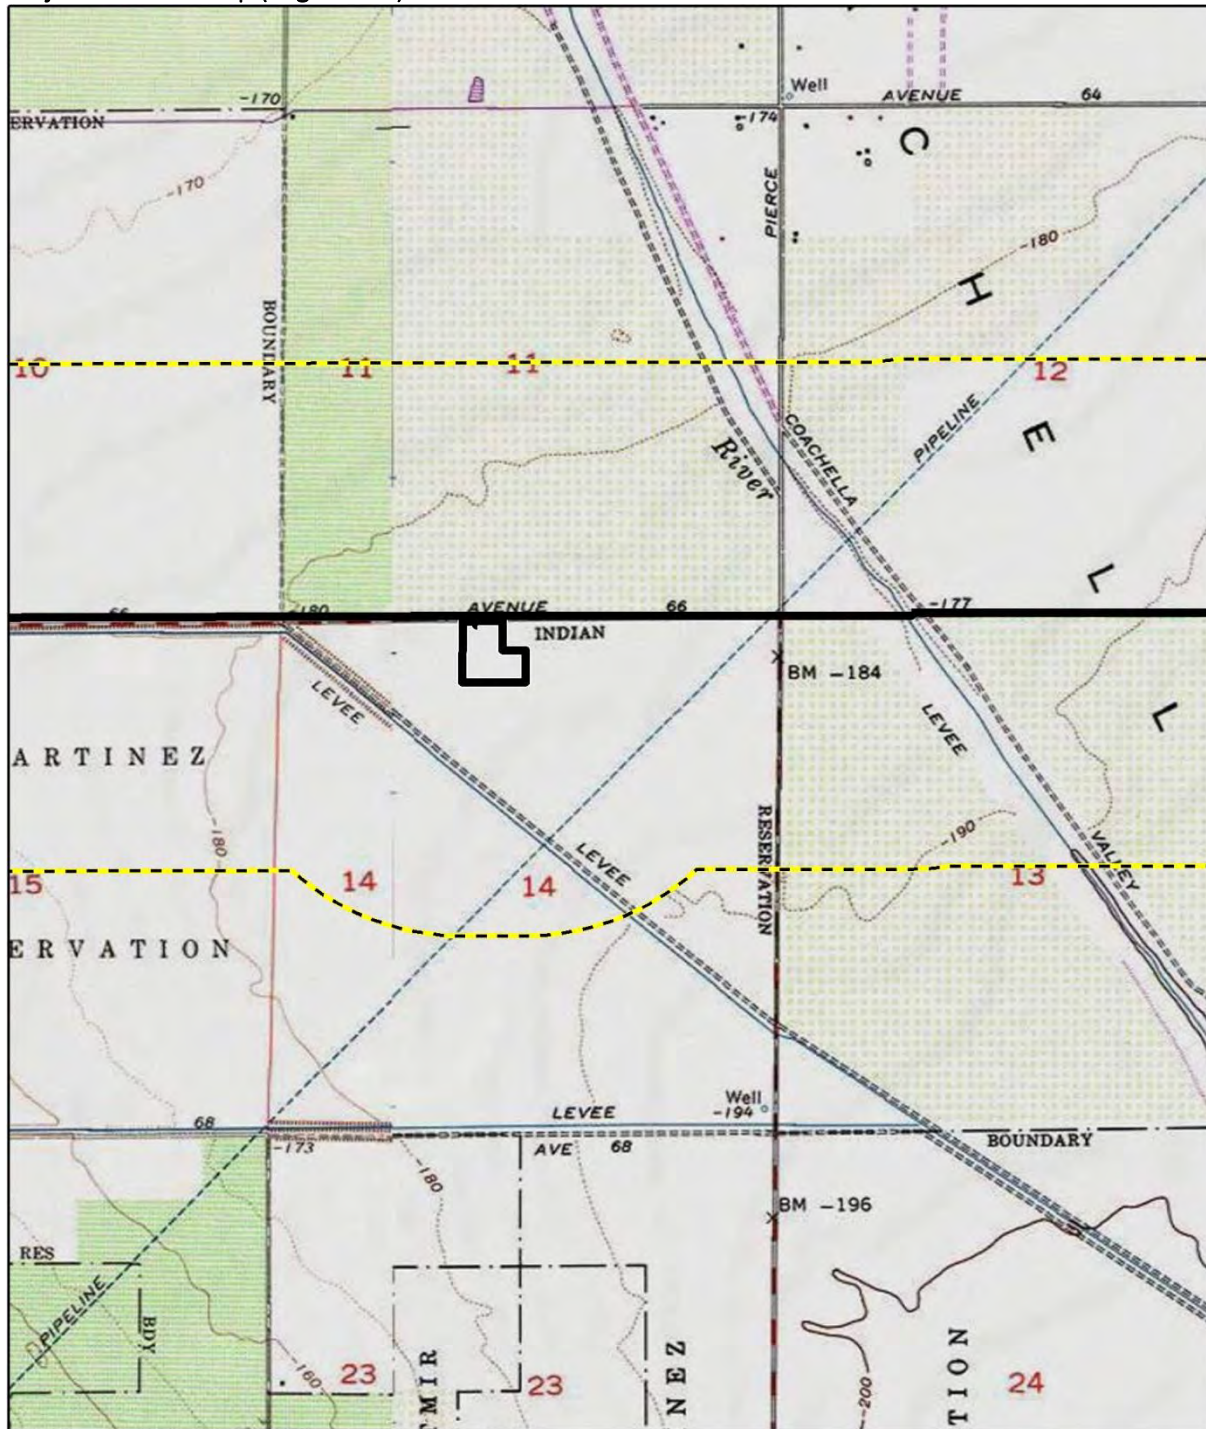 -170
Well
AVENUE 64
ERVATION
-174
C
-170
PIERCE
-180
H
BOUNDARY
10
11
11
12
COACHELLA
PIPELINE
E
River
L
66
-180
AVENUE 66
-177
INDIAN
BM -184
LEVEE
LEVEE
L
ARTINEZ
-180
RESERVATION
-190
VALLEY
LEVEE
15
14
14
13
ERVATION
Well
-194
68
LEVEE
-173
AVE 68
BOUNDARY
-180
BM -196
RES
PIPELINE
BDY
-160
23
TMIR
23
NEZ
TION
24
-200